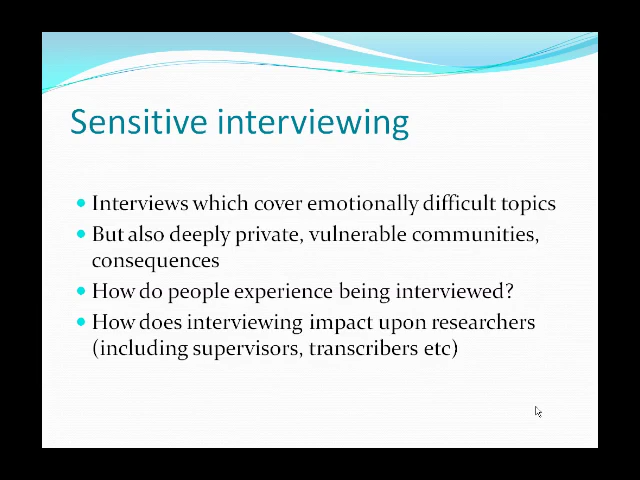 Sensitive interviewing
Interviews which cover emotionally difficult topics
But also deeply private, vulnerable communities,
consequences
How do people experience being interviewed?
How does interviewing impact upon researchers
(including supervisors, transcribers etc)